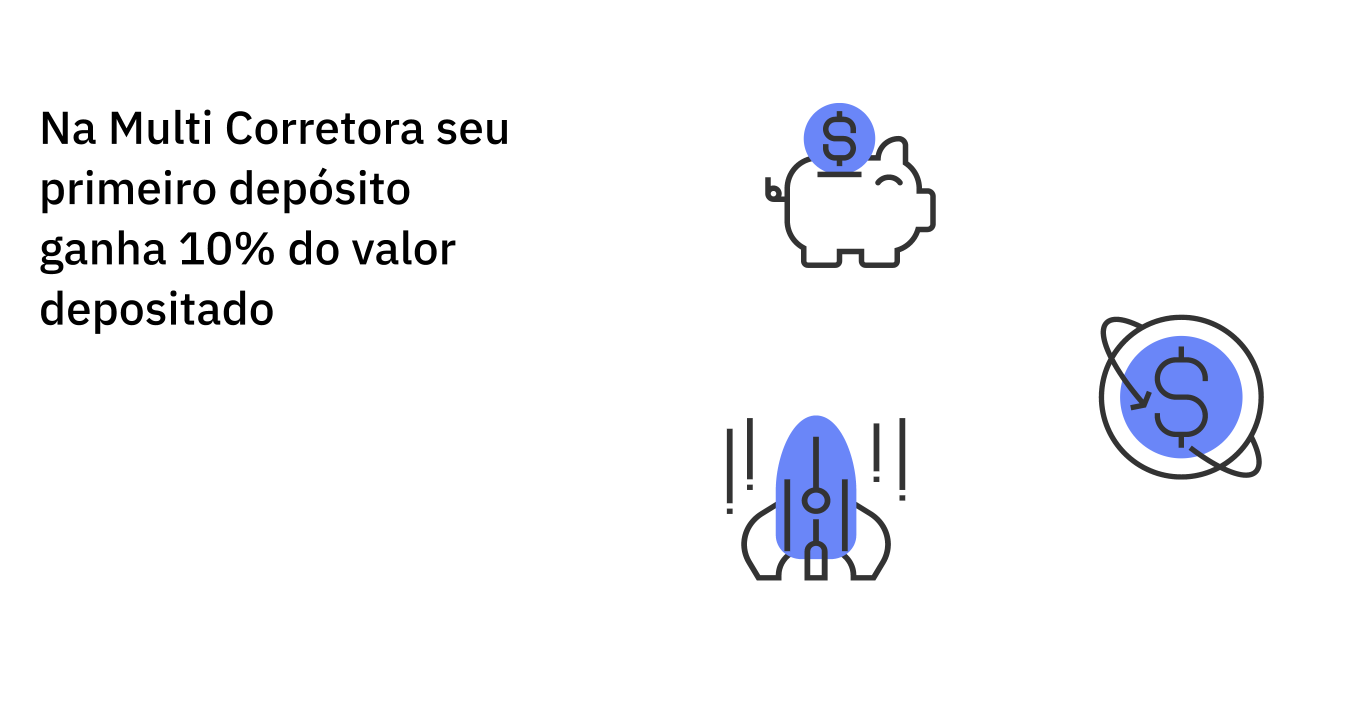 Na Multi Corretora seu
primeiro depósito
ganha 10% do valor
depositado
$
$